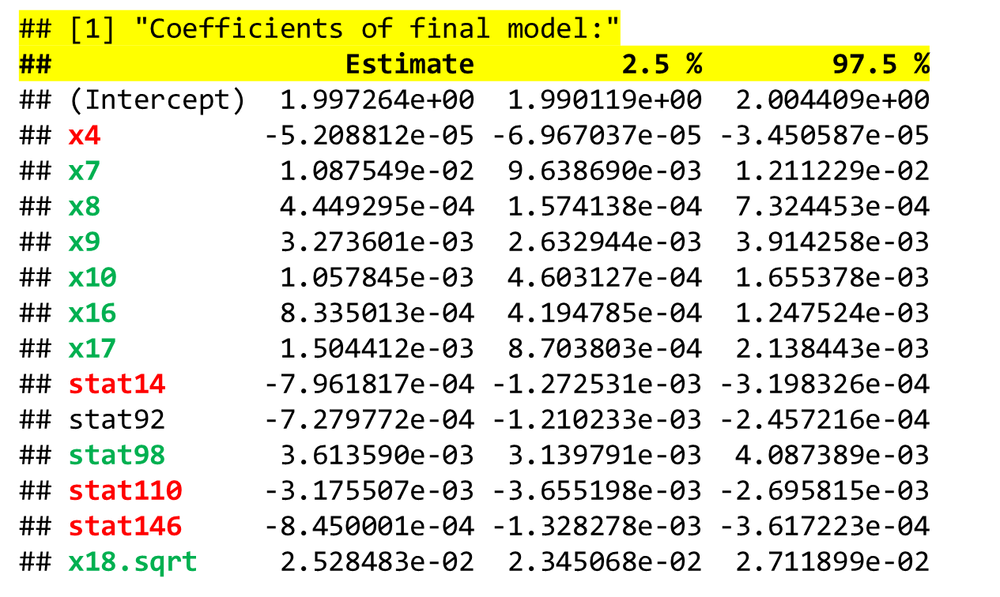 ## [1] "Coefficients of final model:"
## Estimate 2.5 % 97.5 %
## (Intercept) 1.997264e+00 1.990119e+00 2.004409e+00
## x4 -5.208812e-05 -6.967037e-05 -3.450587e-05
## x7 1.087549e-02 9.638690e-03 1.211229e-02
## x8 4.449295e-04 1.574138e-04 7.324453e-04
## x9 3.273601e-03 2.632944e-03 3.914258e-03
## x10 1.057845e-03 4.603127e-04 1.655378e-03
## x16 8.335013e-04 4.194785e-04 1.247524e-03
## x17 1.504412e-03 8.703803e-04 2.138443e-03
## stat14 -7.961817e-04 -1.272531e-03 -3.198326e-04
## stat92 -7.279772e-04 -1.210233e-03 -2.457216e-04
## stat98 3.613590e-03 3.139791e-03 4.087389e-03
## stat110 -3.175507e-03 -3.655198e-03 -2.695815e-03
## stat146 -8.450001e-04 -1.328278e-03 -3.617223e-04
## x18.sqrt 2.528483e-02 2.345068e-02 2.711899e-02